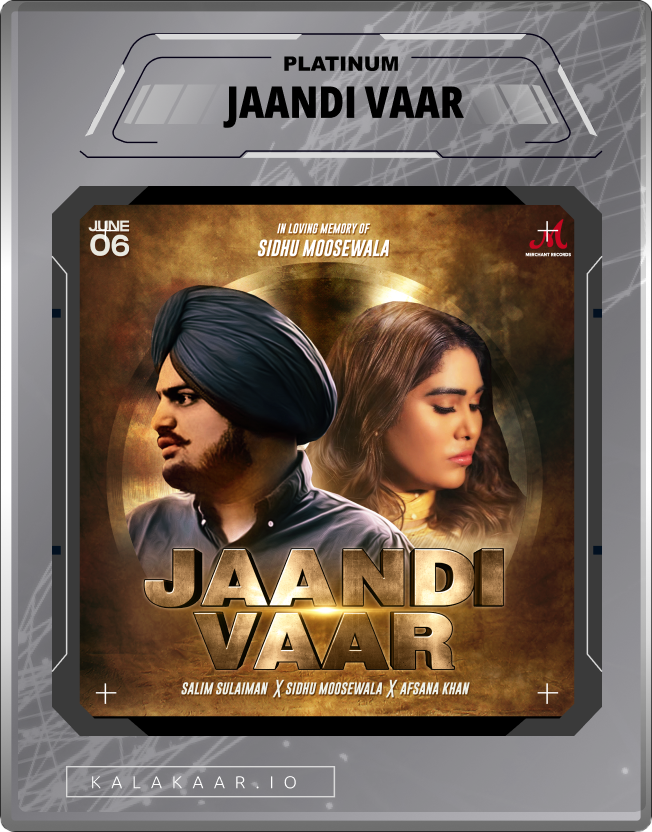 PLATINUM
JAANDI VAAR
JUNE
06
IN LOVING MEMORY OF
SIDHU MOOSEWALA
M
MERCHANT RECORDS
JAANDI
VAAR
SALIM SULAIMAN X SIDHU MOOSEWALA X AFSANA KHAN
KALAKAAR.IO